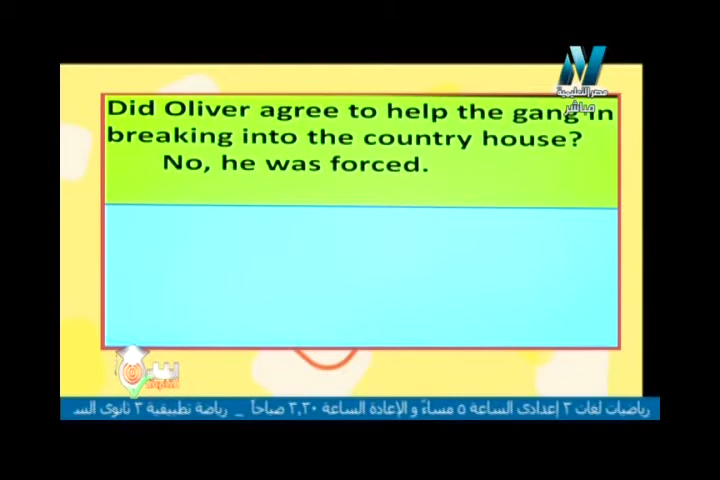 مصر التعليمية
مباشر
Did Oliver agree to help the gang in
breaking into the country house?
No, he was forced.
رياضيات لغات ٢ إعدادى الساعة ٥ مساءً و الإعادة الساعة ٣,٣٠ صباحاً _ رياضة تطبيقية ٣ ثانوى الس